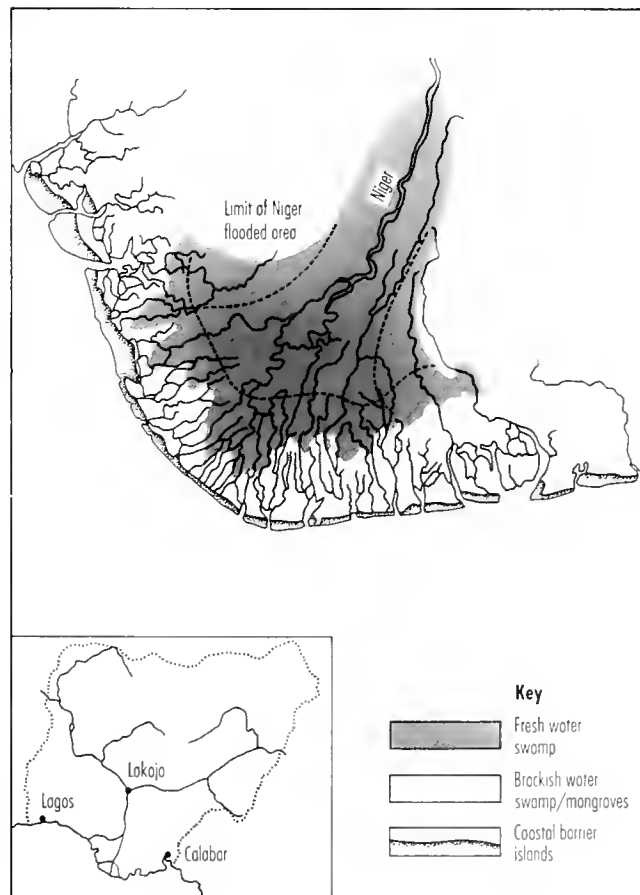 Niger
Limit of Niger
flooded area
Lokoja
Lagos
Calabar
Key
Fresh water
swamp
Brackish water
swamp/mangroves
Coastal barrier
islands